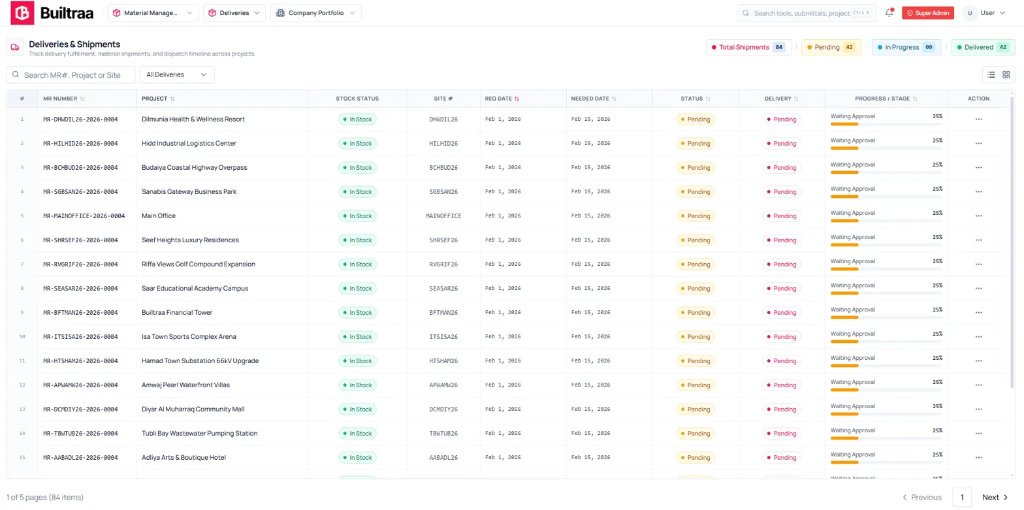 Builtraa
Material Manage...
Deliveries
Company Portfolio
Search tools, submittals, project
Ctrl K
Super Admin
U
User
Deliveries & Shipments
Track delivery fulfilment, material shipments, and dispatch timeline across projects.
Total Shipments 84
Pending 42
In Progress 00
Delivered 42
Search MR#, Project or Site
All Deliveries
# MR NUMBER PROJECT STOCK STATUS SITE # REQ DATE NEEDED DATE STATUS DELIVERY PROGRESS / STAGE ACTION
1 MR-DHWDIL26-2026-0004 Dilmunia Health & Wellness Resort In Stock DHWDIL26 Feb 1, 2026 Feb 15, 2026 Pending Pending Waiting Approval 25% ...
2 MR-HILHID26-2026-0004 Hidd Industrial Logistics Center In Stock HILHID26 Feb 1, 2026 Feb 15, 2026 Pending Pending Waiting Approval 25% ...
3 MR-BCHBUD26-2026-0004 Budaiya Coastal Highway Overpass In Stock BCHBUD26 Feb 1, 2026 Feb 15, 2026 Pending Pending Waiting Approval 25% ...
4 MR-SGBSAN26-2026-0004 Sanabis Gateway Business Park In Stock SGBSAN26 Feb 1, 2026 Feb 15, 2026 Pending Pending Waiting Approval 25% ...
5 MR-MAINOFFICE-2026-0004 Main Office In Stock MAINOFFICE Feb 1, 2026 Feb 15, 2026 Pending Pending Waiting Approval 25% ...
6 MR-SHRSEF26-2026-0004 Seef Heights Luxury Residences In Stock SHRSEF26 Feb 1, 2026 Feb 15, 2026 Pending Pending Waiting Approval 25% ...
7 MR-RVGRIF26-2026-0004 Riffa Views Golf Compound Expansion In Stock RVGRIF26 Feb 1, 2026 Feb 15, 2026 Pending Pending Waiting Approval 25% ...
8 MR-SEASAR26-2026-0004 Saar Educational Academy Campus In Stock SEASAR26 Feb 1, 2026 Feb 15, 2026 Pending Pending Waiting Approval 25% ...
9 MR-BFTMAN26-2026-0004 Builtraa Financial Tower In Stock BFTMAN26 Feb 1, 2026 Feb 15, 2026 Pending Pending Waiting Approval 25% ...
10 MR-ITSISA26-2026-0004 Isa Town Sports Complex Arena In Stock ITSISA26 Feb 1, 2026 Feb 15, 2026 Pending Pending Waiting Approval 25% ...
11 MR-HTSHAM26-2026-0004 Hamad Town Substation 66kV Upgrade In Stock HTSHAM26 Feb 1, 2026 Feb 15, 2026 Pending Pending Waiting Approval 25% ...
12 MR-APWAMW26-2026-0004 Amwaj Pearl Waterfront Villas In Stock APWAMW26 Feb 1, 2026 Feb 15, 2026 Pending Pending Waiting Approval 25% ...
13 MR-DCMDIY26-2026-0004 Diyar Al Muharraq Community Mall In Stock DCMDIY26 Feb 1, 2026 Feb 15, 2026 Pending Pending Waiting Approval 25% ...
14 MR-TBWTUB26-2026-0004 Tubli Bay Wastewater Pumping Station In Stock TBWTUB26 Feb 1, 2026 Feb 15, 2026 Pending Pending Waiting Approval 25% ...
15 MR-AABADL26-2026-0004 Adliya Arts & Boutique Hotel In Stock AABADL26 Feb 1, 2026 Feb 15, 2026 Pending Pending Waiting Approval 25% ...
1 of 5 pages (84 items)
Previous
1
Next